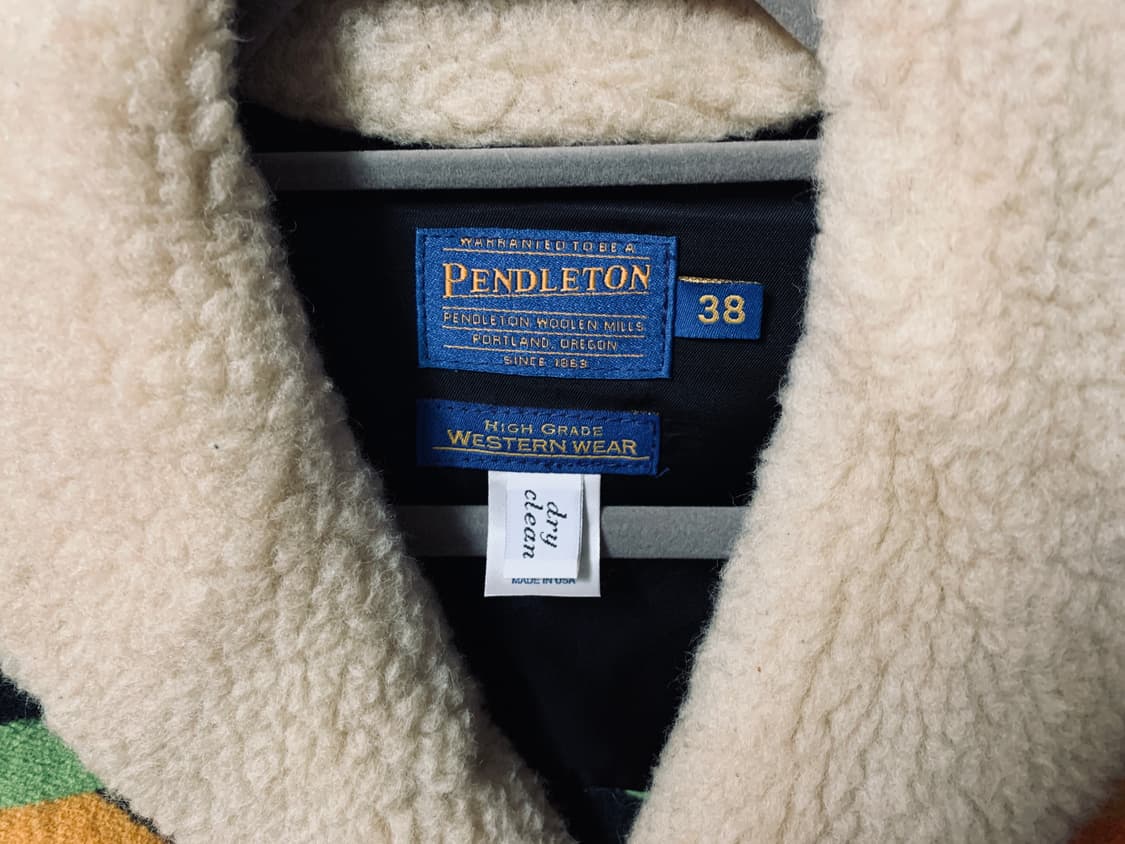 WARRANTED TO BE A
PENDLETON
38
PENDLETON WOOLEN MILLS
PORTLAND, OREGON
SINCE 1863
HIGH GRADE
WESTERN WEAR
dry
clean
MADE IN USA